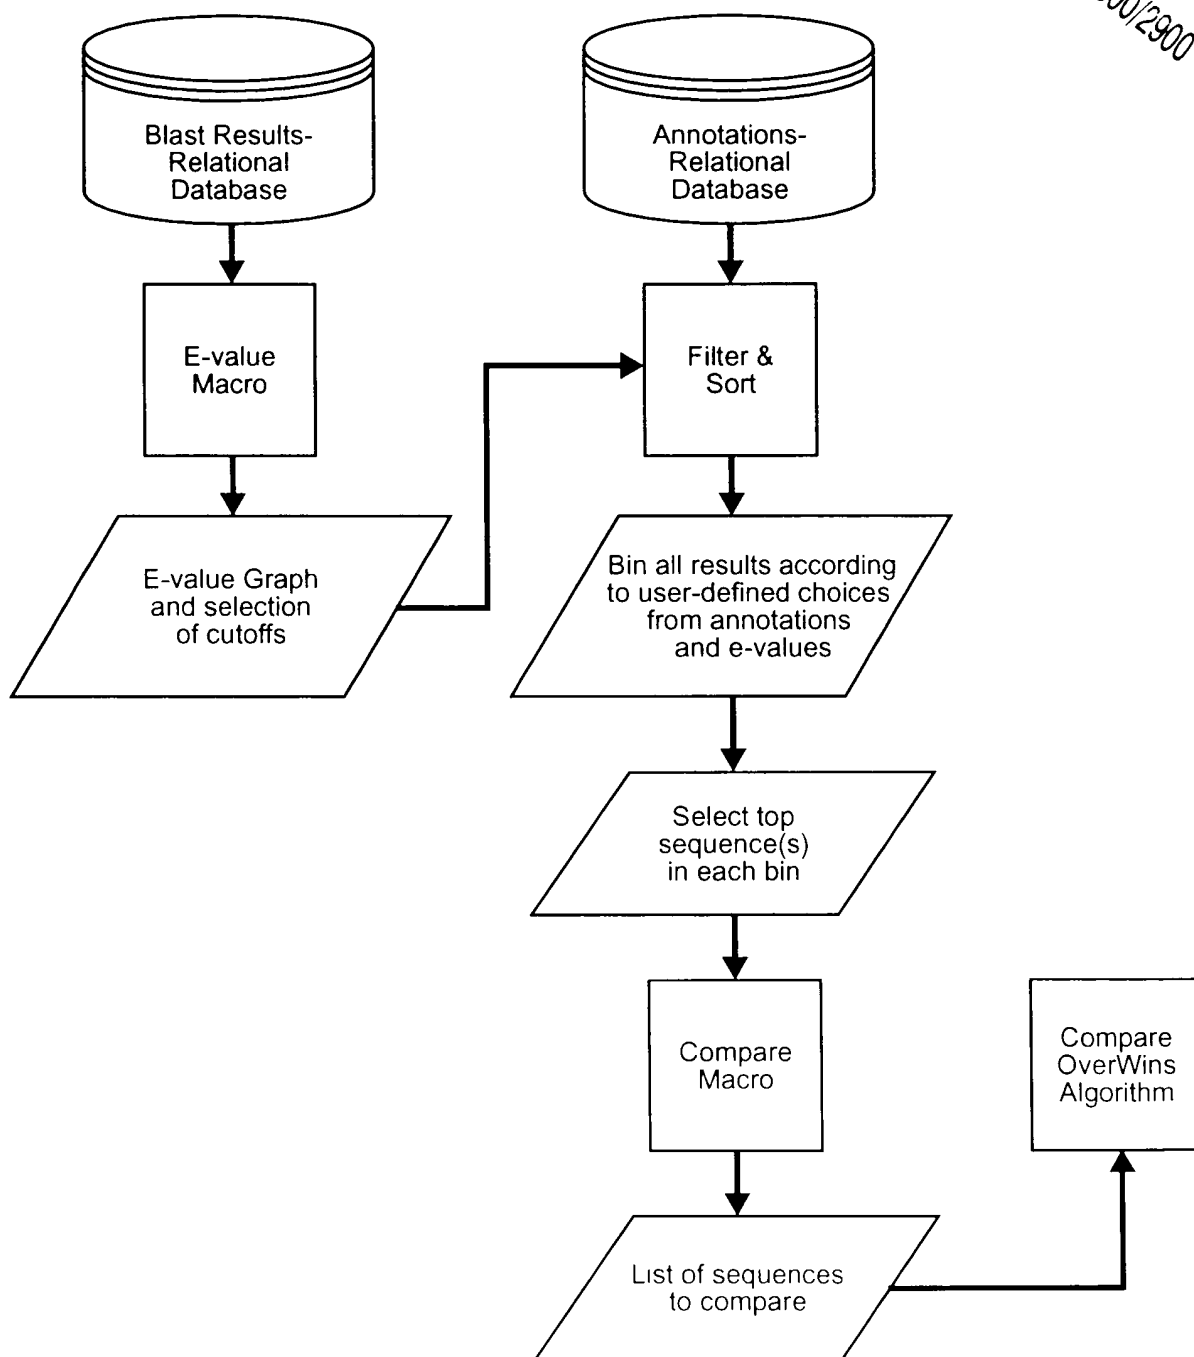 /2900
Blast Results-
Relational
Database
Annotations-
Relational
Database
E-value
Macro
Filter &
Sort
E-value Graph
and selection
of cutoffs
Bin all results according
to user-defined choices
from annotations
and e-values
Select top
sequence(s)
in each bin
Compare
Macro
Compare
OverWins
Algorithm
List of sequences
to compare